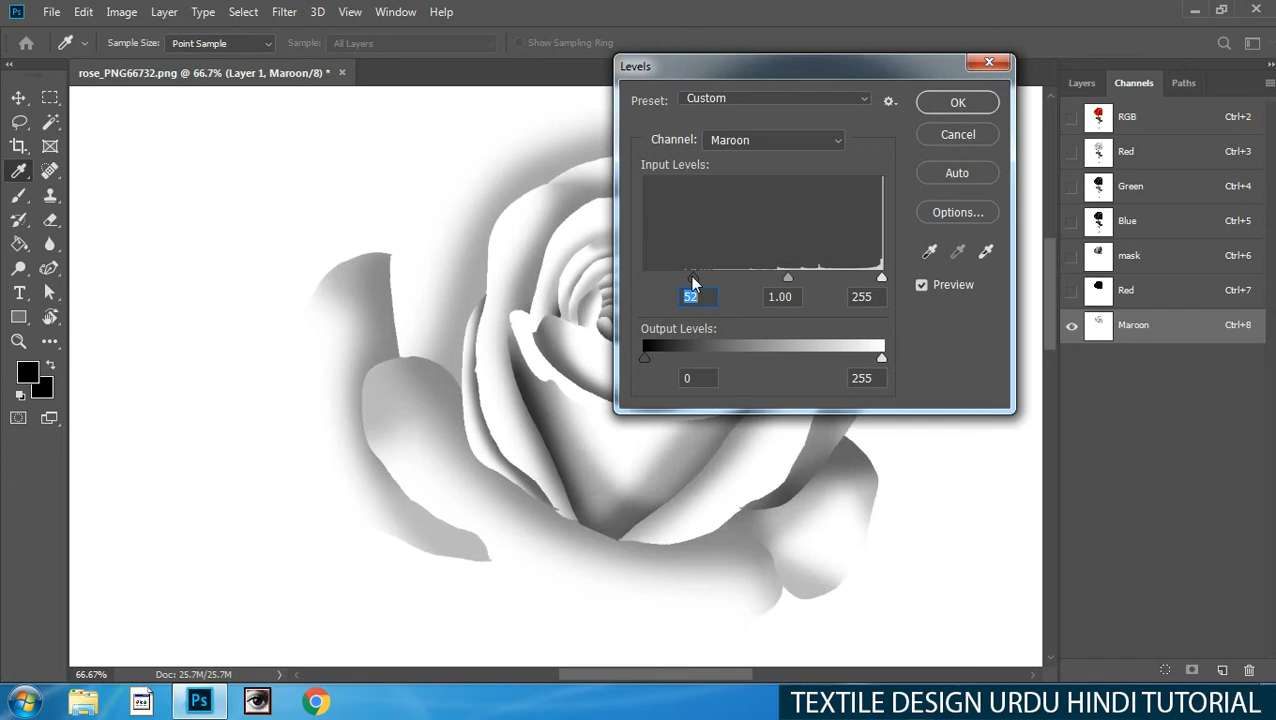 Ps File Edit Image Layer Type Select Filter 3D View Window Help
Sample Size: Point Sample Sample: All Layers Show Sampling Ring
rose_PNG66732.png @ 66.7% (Layer 1, Maroon/8) *
Levels
Preset: Custom
OK
Channel: Maroon
Cancel
Input Levels:
Auto
Options...
52 1.00 255
Preview
Output Levels:
0 255
Layers Channels Paths
RGB Ctrl+2
Red Ctrl+3
Green Ctrl+4
Blue Ctrl+5
mask Ctrl+6
Red Ctrl+7
Maroon Ctrl+8
66.67% Doc: 25.7M/25.7M
Ps
TEXTILE DESIGN URDU HINDI TUTORIAL